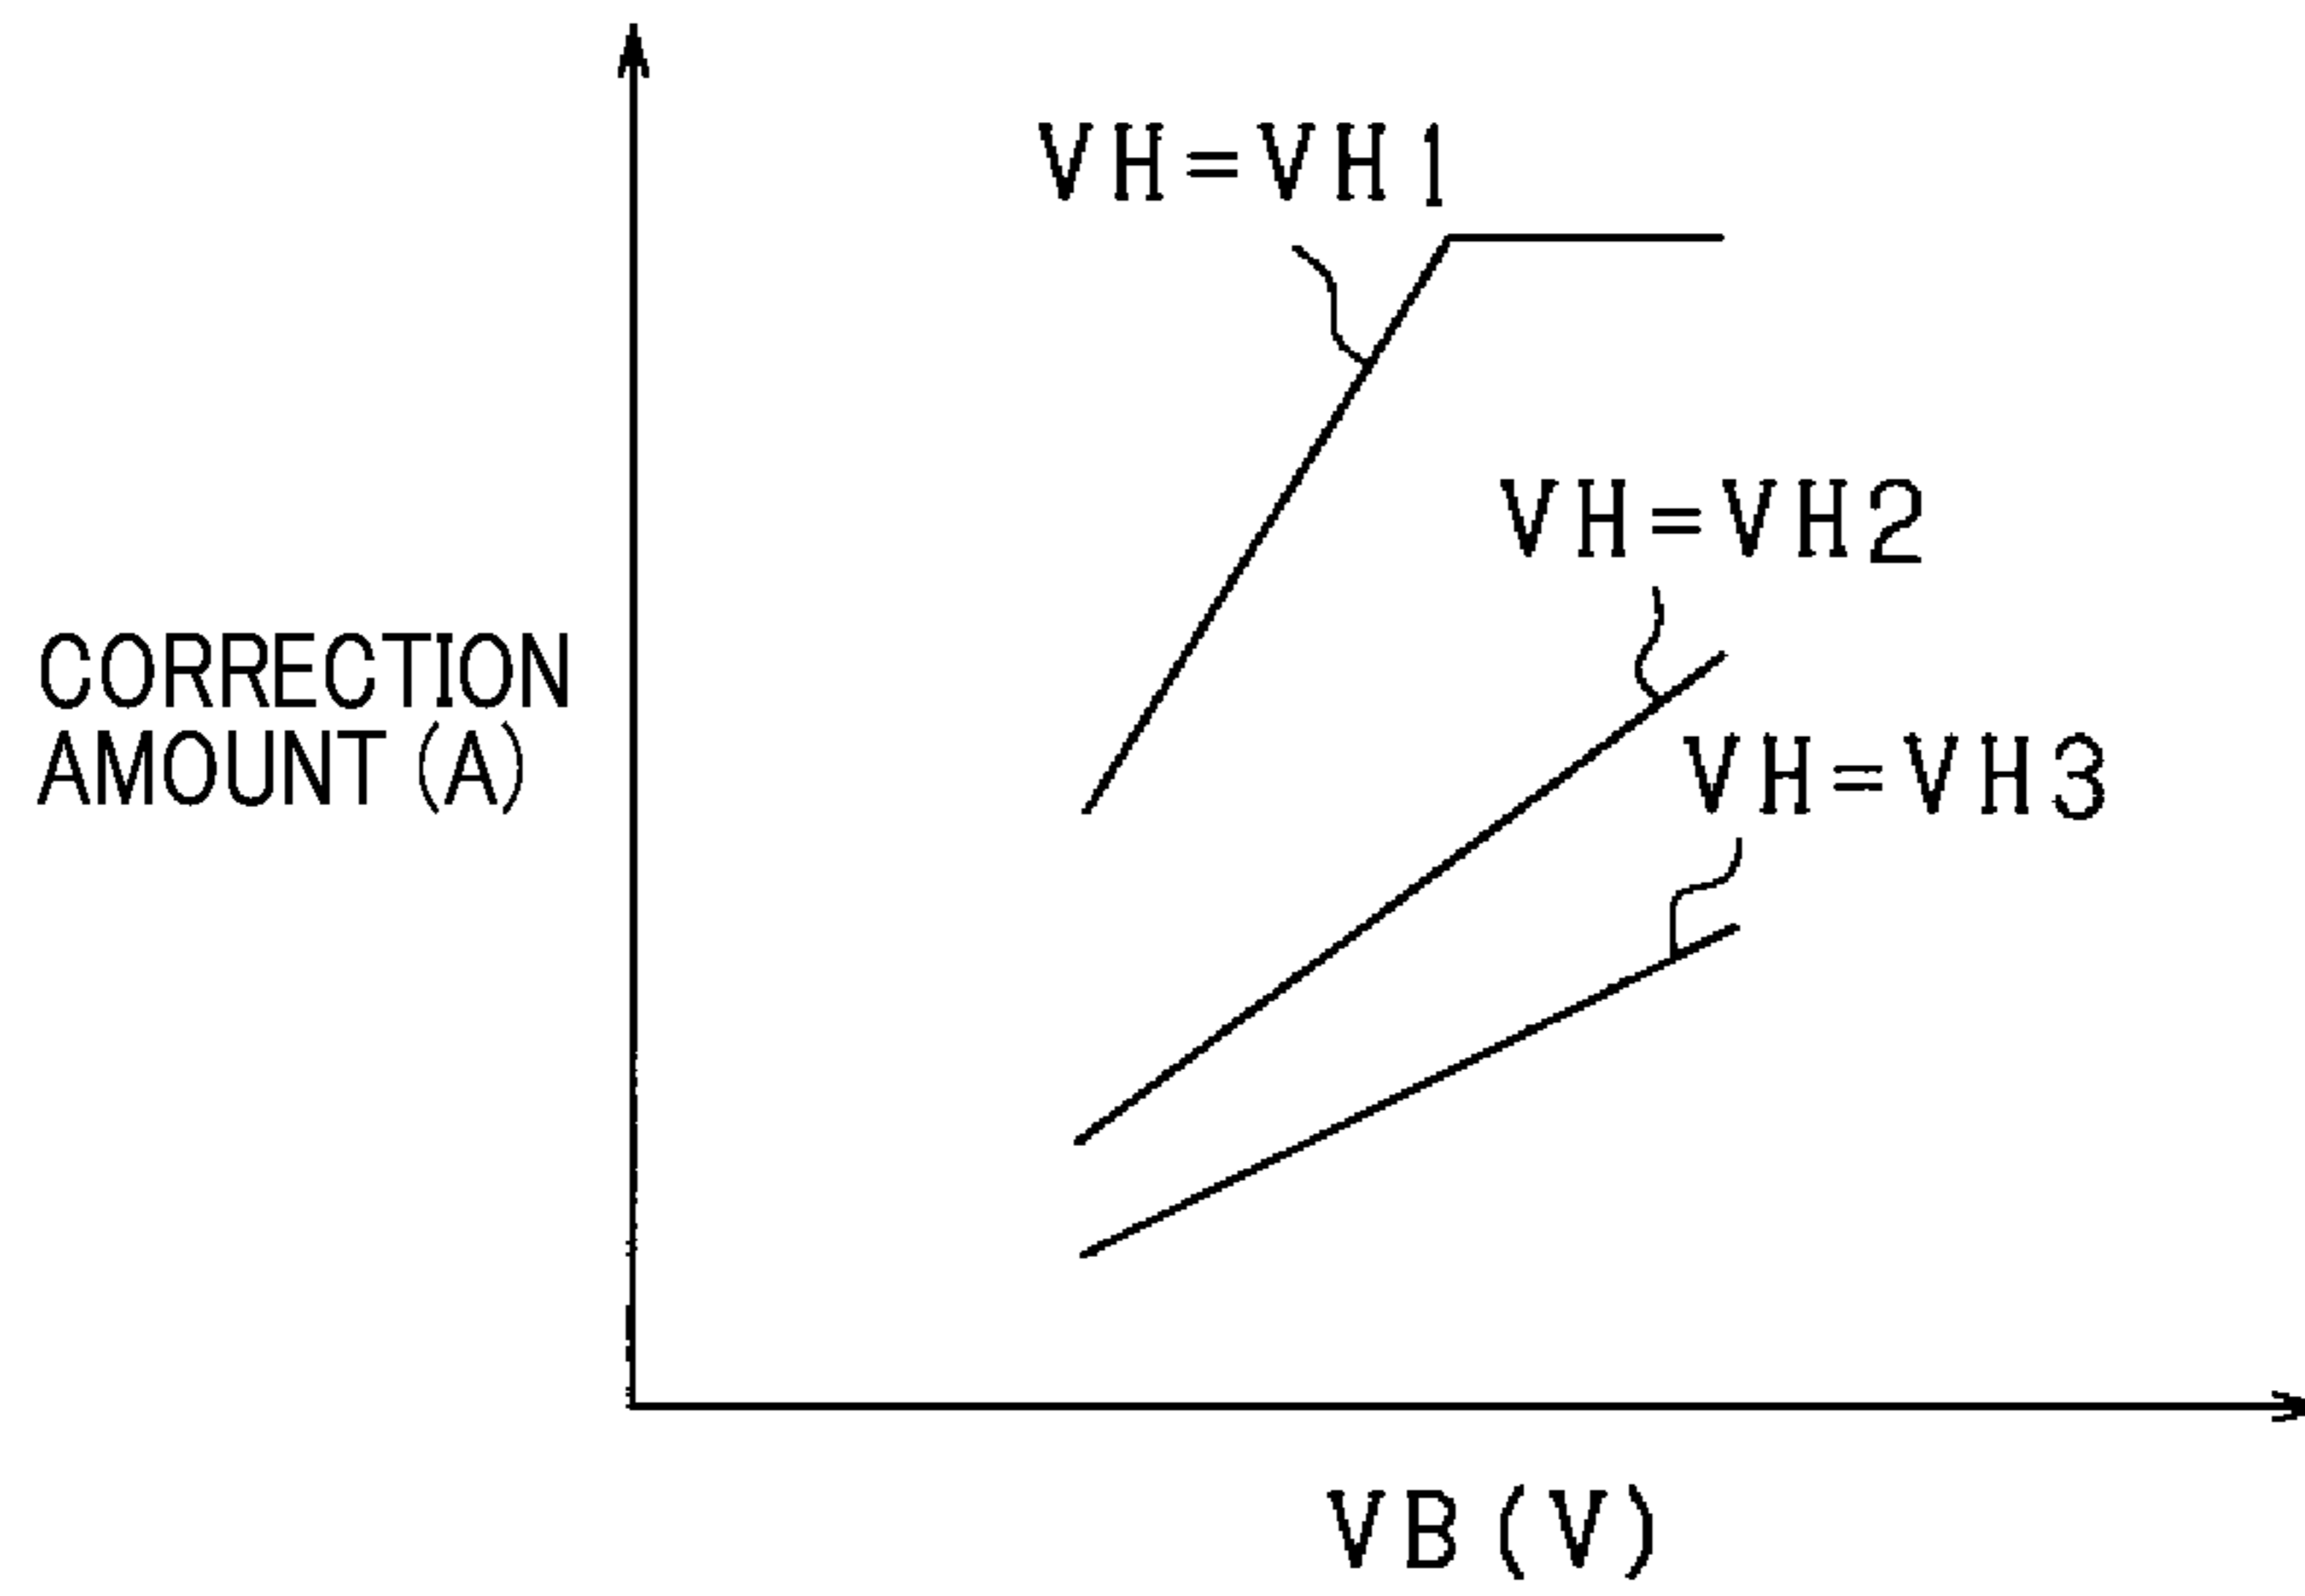 VH=VH1
VH=VH2
CORRECTION
AMOUNT (A)
VH=VH3
VB (V)